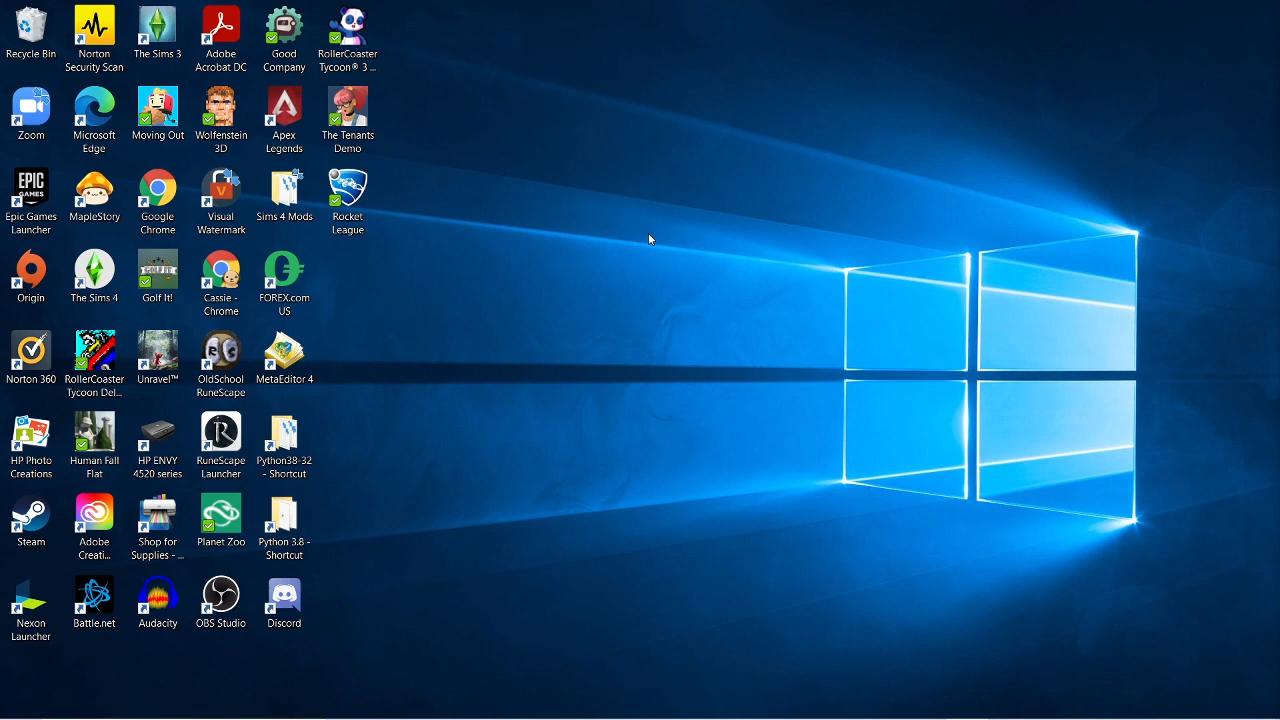 Recycle Bin
Norton
Security Scan
The Sims 3
Adobe
Acrobat DC
Good
Company
RollerCoaster
Tycoon® 3 ...
Zoom
Microsoft
Edge
Moving Out
Wolfenstein
3D
Apex
Legends
The Tenants
Demo
EPIC
GAMES
Epic Games
Launcher
MapleStory
Google
Chrome
V
Visual
Watermark
Sims 4 Mods
Rocket
League
Origin
The Sims 4
GOLF IT!
Golf It!
Cassie -
Chrome
FOREX.com
US
Norton 360
RollerCoaster
Tycoon Del...
Unravel™
OldSchool
RuneScape
MetaEditor 4
HP Photo
Creations
Human Fall
Flat
HP ENVY
4520 series
R
RuneScape
Launcher
Python38-32
- Shortcut
Steam
Adobe
Creati...
Shop for
Supplies - ...
Planet Zoo
Python 3.8 -
Shortcut
Nexon
Launcher
Battle.net
Audacity
OBS Studio
Discord